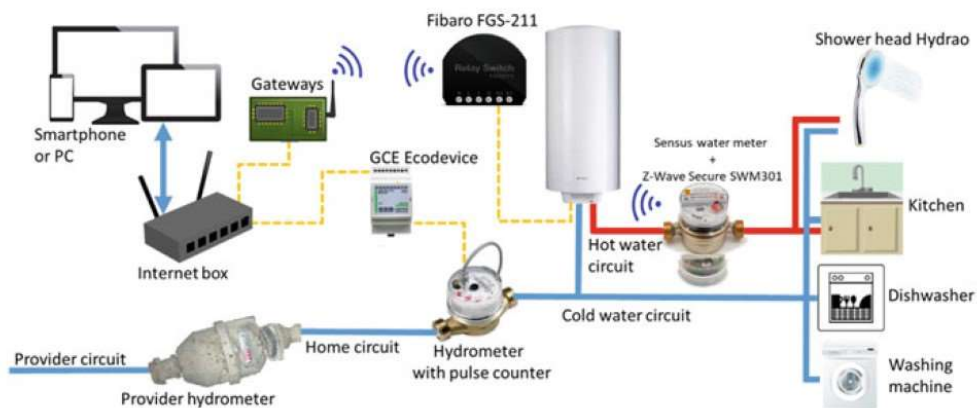 Fibaro FGS-211
Shower head Hydrao
Gateways
Relay Switch
Smartphone
or PC
GCE Ecodevice
Sensus water meter
+
Z-Wave Secure SWM301
Kitchen
Internet box
Hot water
circuit
Dishwasher
Cold water circuit
Provider circuit
Home circuit
Hydrometer
with pulse counter
Washing
machine
Provider hydrometer